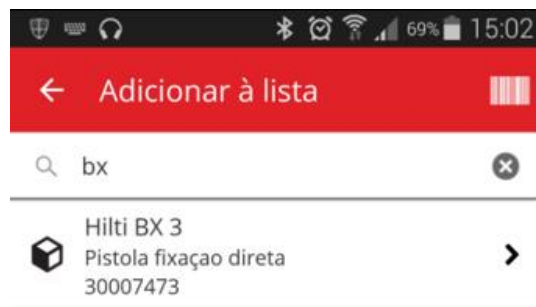 69% 15:02
Adicionar à lista
bx
Hilti BX 3
Pistola fixaçao direta
30007473